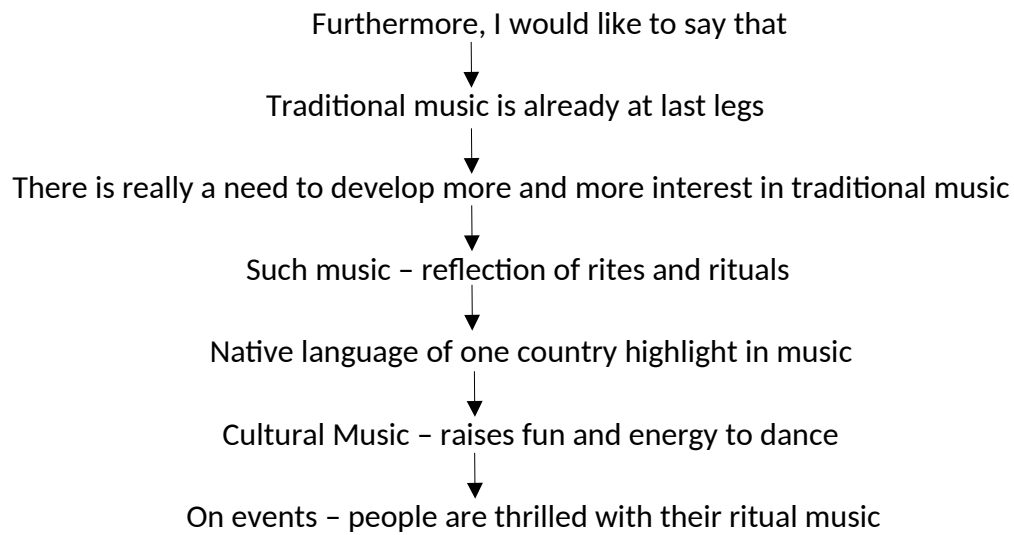 Furthermore, I would like to say that
Traditional music is already at last legs
There is really a need to develop more and more interest in traditional music
Such music – reflection of rites and rituals
Native language of one country highlight in music
Cultural Music – raises fun and energy to dance
On events – people are thrilled with their ritual music